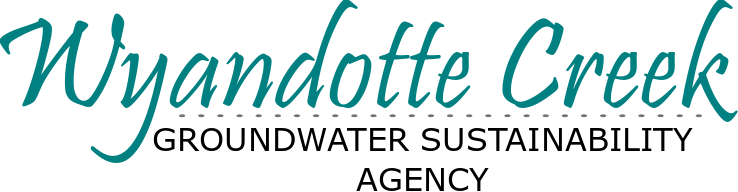 Wyandotte Creek
GROUNDWATER SUSTAINABILITY
AGENCY